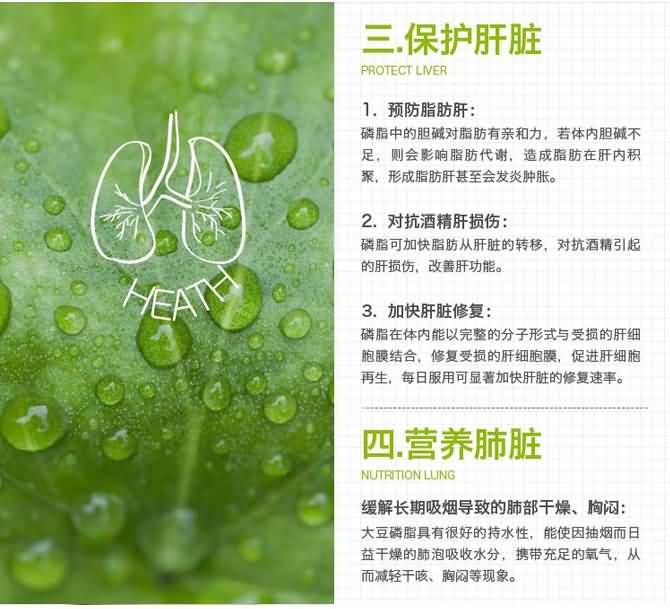 HEATH
三.保护肝脏
PROTECT LIVER
1. 预防脂肪肝：
磷脂中的胆碱对脂肪有亲和力，若体内胆碱不
足，则会影响脂肪代谢，造成脂肪在肝内积
聚，形成脂肪肝甚至会发炎肿胀。
2. 对抗酒精肝损伤：
磷脂可加快脂肪从肝脏的转移，对抗酒精引起
的肝损伤，改善肝功能。
3. 加快肝脏修复：
磷脂在体内能以完整的分子形式与受损的肝细
胞膜结合，修复受损的肝细胞膜，促进肝细胞
再生，每日服用可显著加快肝脏的修复速率。
四.营养肺脏
NUTRITION LUNG
缓解长期吸烟导致的肺部干燥、胸闷：
大豆磷脂具有很好的持水性，能使因抽烟而日
益干燥的肺泡吸收水分，携带充足的氧气，从
而减轻干咳、胸闷等现象。